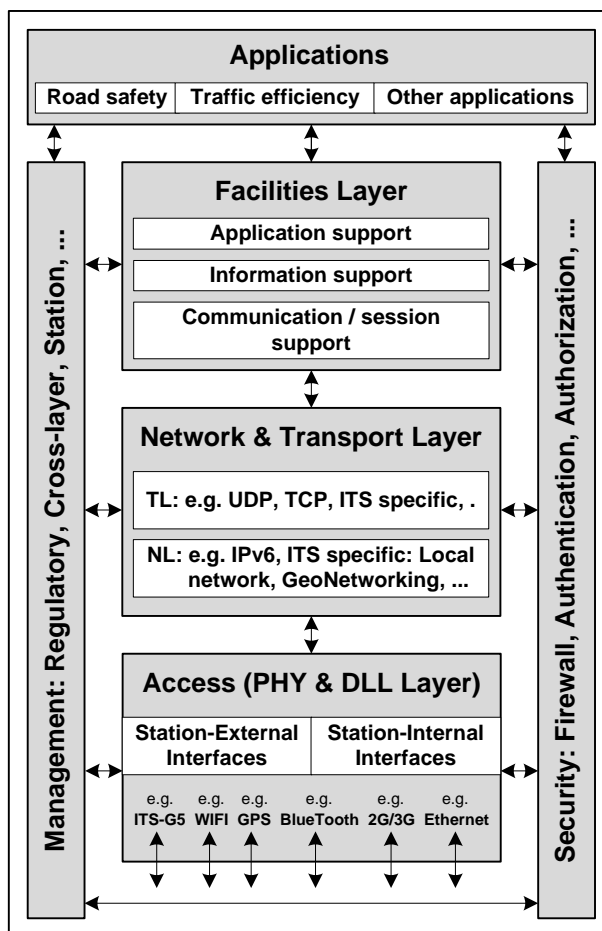 Applications
Road safety
Traffic efficiency
Other applications
Management: Regulatory, Cross-layer, Station, ...
Facilities Layer
Application support
Information support
Communication / session
support
Network & Transport Layer
TL: e.g. UDP, TCP, ITS specific, .
NL: e.g. IPv6, ITS specific: Local
network, GeoNetworking, ...
Access (PHY & DLL Layer)
Station-External
Interfaces
Station-Internal
Interfaces
e.g.
ITS-G5
e.g.
WIFI
e.g.
GPS
e.g.
BlueTooth
e.g.
2G/3G
e.g.
Ethernet
Security: Firewall, Authentication, Authorization, ...